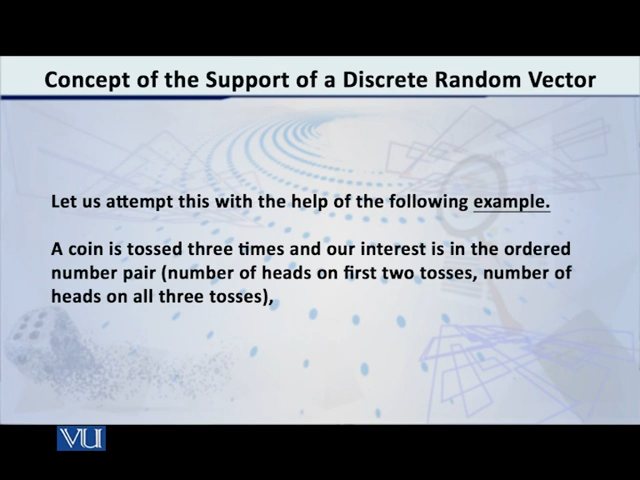 Concept of the Support of a Discrete Random Vector
Let us attempt this with the help of the following example.
A coin is tossed three times and our interest is in the ordered
number pair (number of heads on first two tosses, number of
heads on all three tosses),
VU